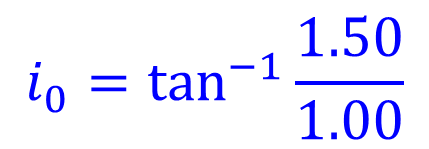 i₀ = tan⁻¹ 1.50/1.00